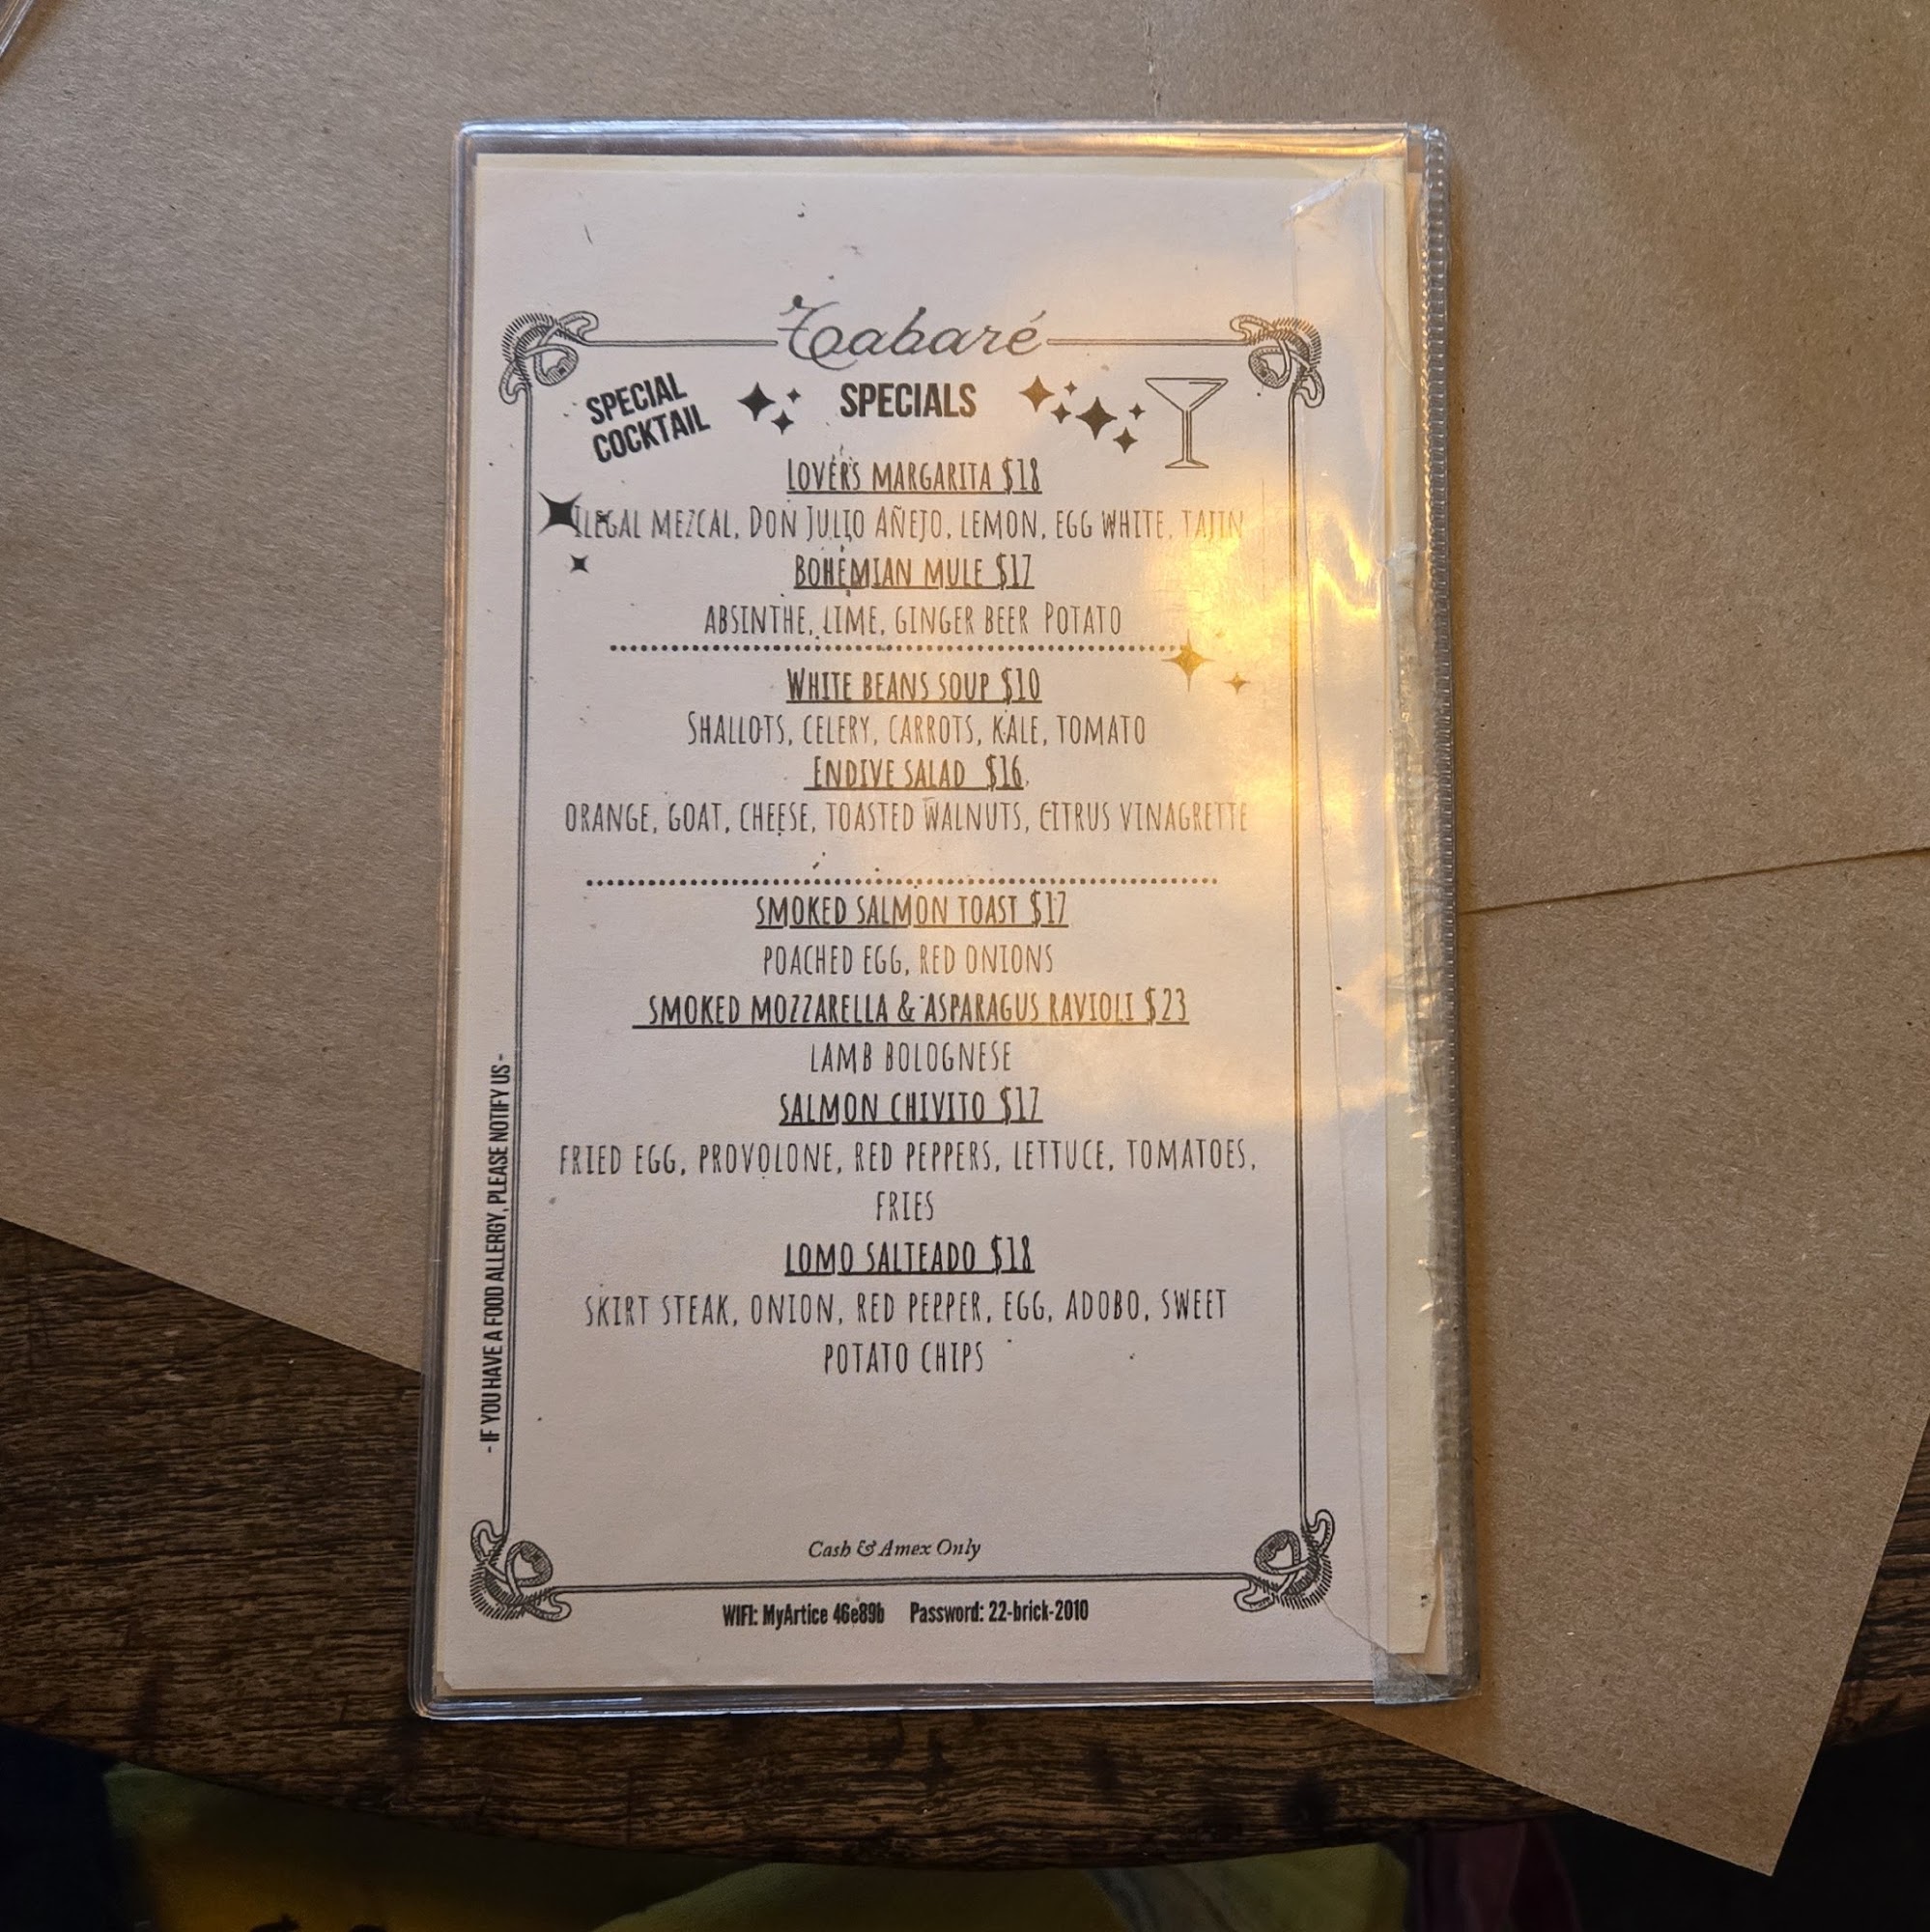 Tabaré
SPECIAL
COCKTAIL
SPECIALS
LOVERS MARGARITA $18
ILEGAL MEZCAL, DON JULIO AÑEJO, LEMON, EGG WHITE, TAJIN
BOHEMIAN MULE $17
ABSINTHE, LIME, GINGER BEER POTATO
WHITE BEANS SOUP $10
SHALLOTS, CELERY, CARROTS, KALE, TOMATO
ENDIVE SALAD $16
ORANGE, GOAT, CHEESE, TOASTED WALNUTS, CITRUS VINAGRETTE
SMOKED SALMON TOAST $17
POACHED EGG, RED ONIONS
SMOKED MOZZARELLA & ASPARAGUS RAVIOLI $23
LAMB BOLOGNESE
SALMON CHIVITO $17
FRIED EGG, PROVOLONE, RED PEPPERS, LETTUCE, TOMATOES,
FRIES
LOMO SALTEADO $18
SKIRT STEAK, ONION, RED PEPPER, EGG, ADOBO, SWEET
POTATO CHIPS
- IF YOU HAVE A FOOD ALLERGY, PLEASE NOTIFY US -
Cash & Amex Only
WIFI: MyArtice 46e89b Password: 22-brick-2010